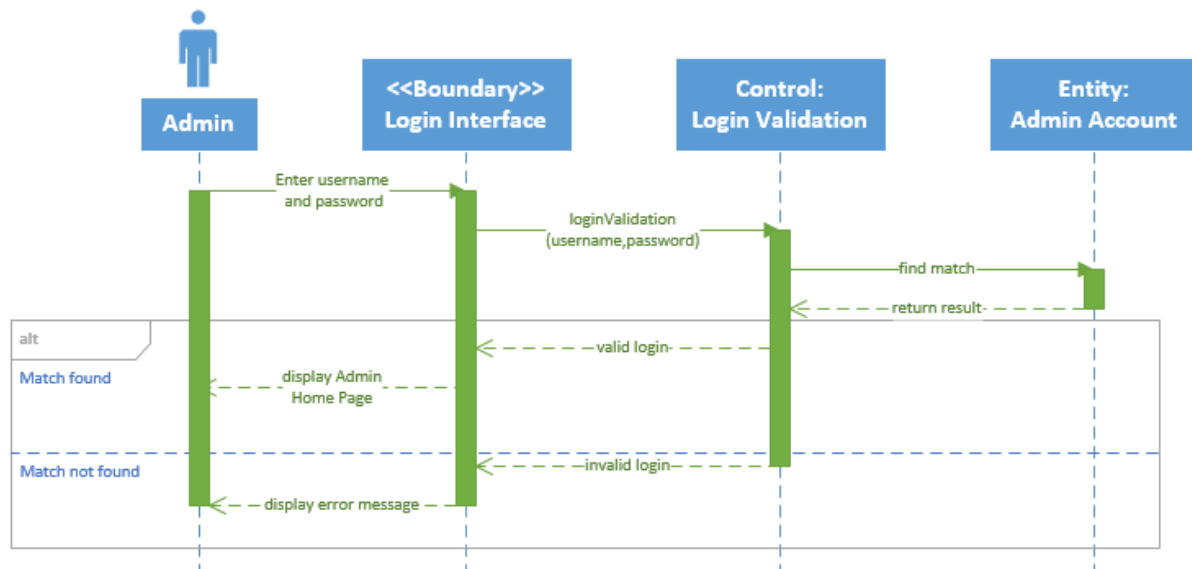 Admin
<<Boundary>>
Login Interface
Control:
Login Validation
Entity:
Admin Account
Enter username
and password
loginValidation
(username,password)
find match
return result
alt
valid login
Match found
display Admin
Home Page
Match not found
invalid login
display error message